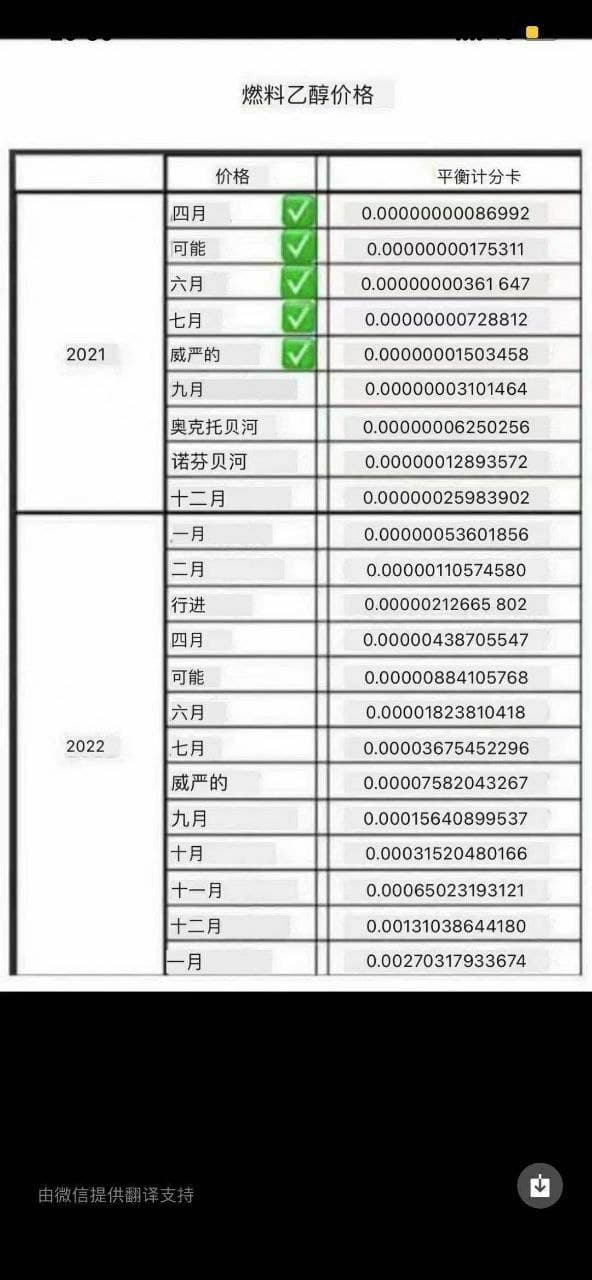 燃料乙醇价格
价格 平衡计分卡
2021
四月 ✅ 0.00000000086992
可能 ✅ 0.00000000175311
六月 ✅ 0.00000000361 647
七月 ✅ 0.00000000728812
威严的 ✅ 0.00000001503458
九月 0.00000003101464
奥克托贝河 0.00000006250256
诺芬贝河 0.00000012893572
十二月 0.00000025983902
2022
一月 0.00000053601856
二月 0.00000110574580
行进 0.00000212665 802
四月 0.00000438705547
可能 0.00000884105768
六月 0.00001823810418
七月 0.00003675452296
威严的 0.00007582043267
九月 0.00015640899537
十月 0.00031520480166
十一月 0.00065023193121
十二月 0.00131038644180
一月 0.00270317933674
由微信提供翻译支持